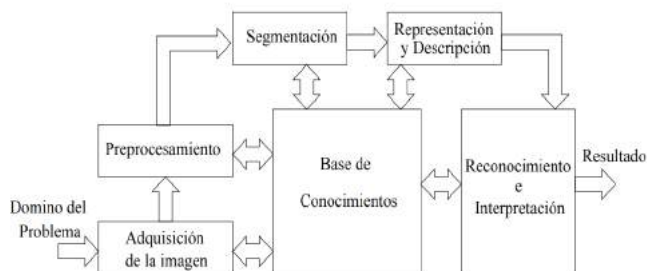 Segmentación
Representación
y Descripción
Preprocesamiento
Base de
Conocimientos
Reconocimiento
e
Interpretación
Resultado
Domino del
Problema
Adquisición
de la imagen